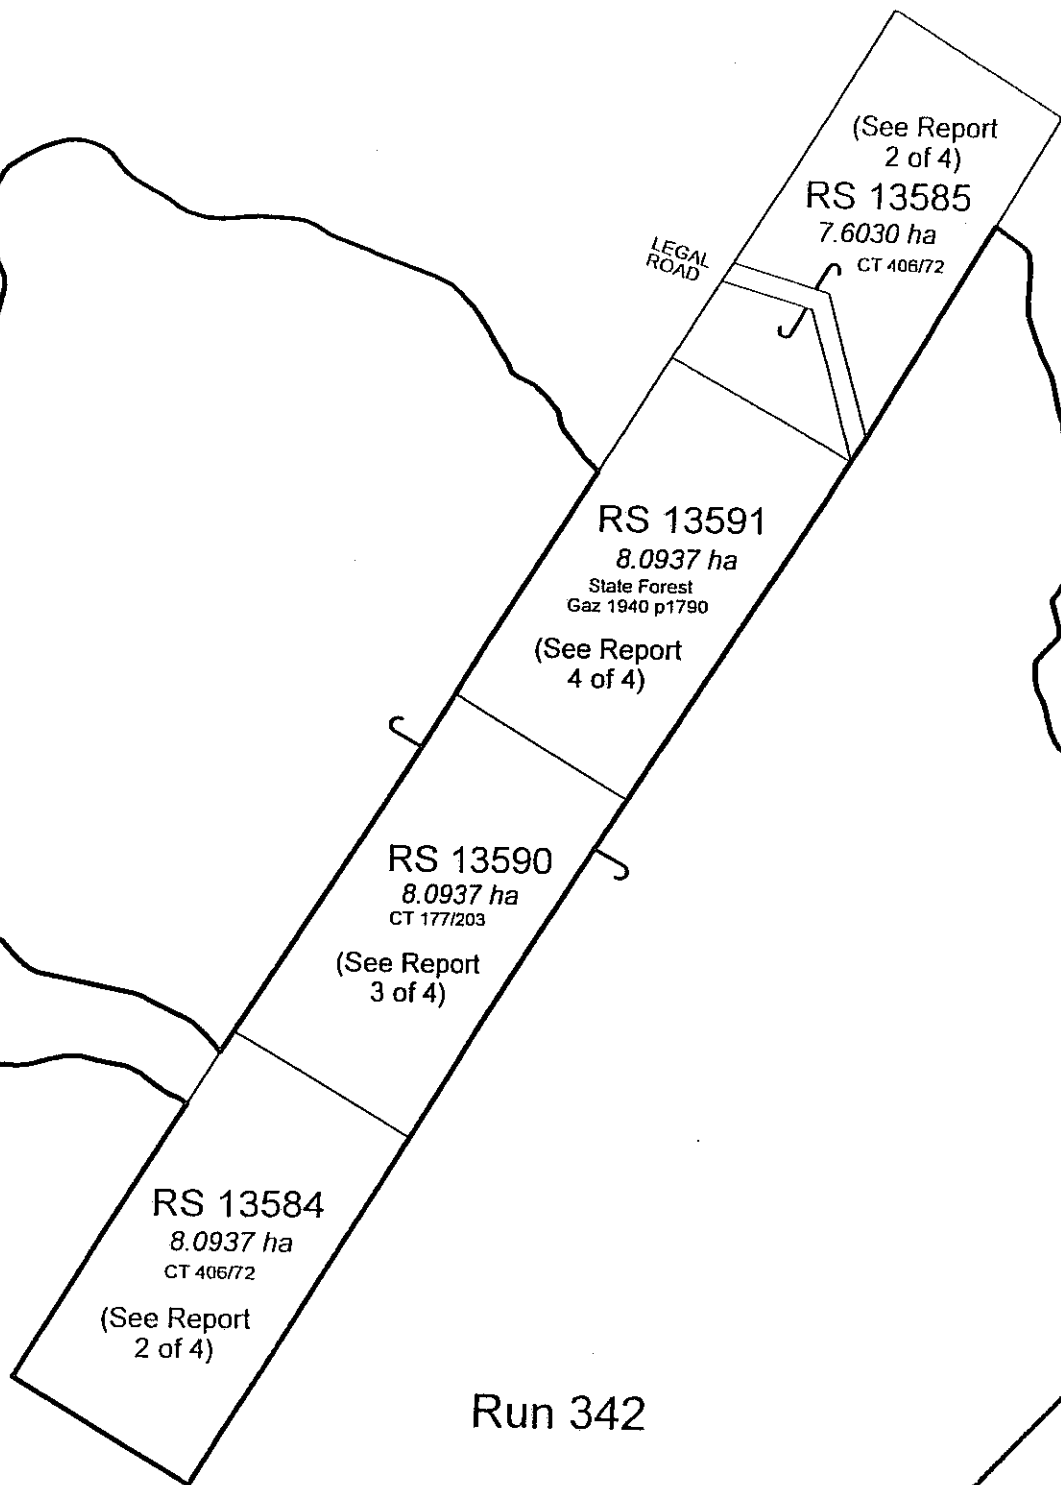 (See Report
2 of 4)
RS 13585
7.6030 ha
CT 406/72
LEGAL
ROAD
RS 13591
8.0937 ha
State Forest
Gaz 1940 p1790
(See Report
4 of 4)
RS 13590
8.0937 ha
CT 177/203
(See Report
3 of 4)
RS 13584
8.0937 ha
CT 406/72
(See Report
2 of 4)
Run 342